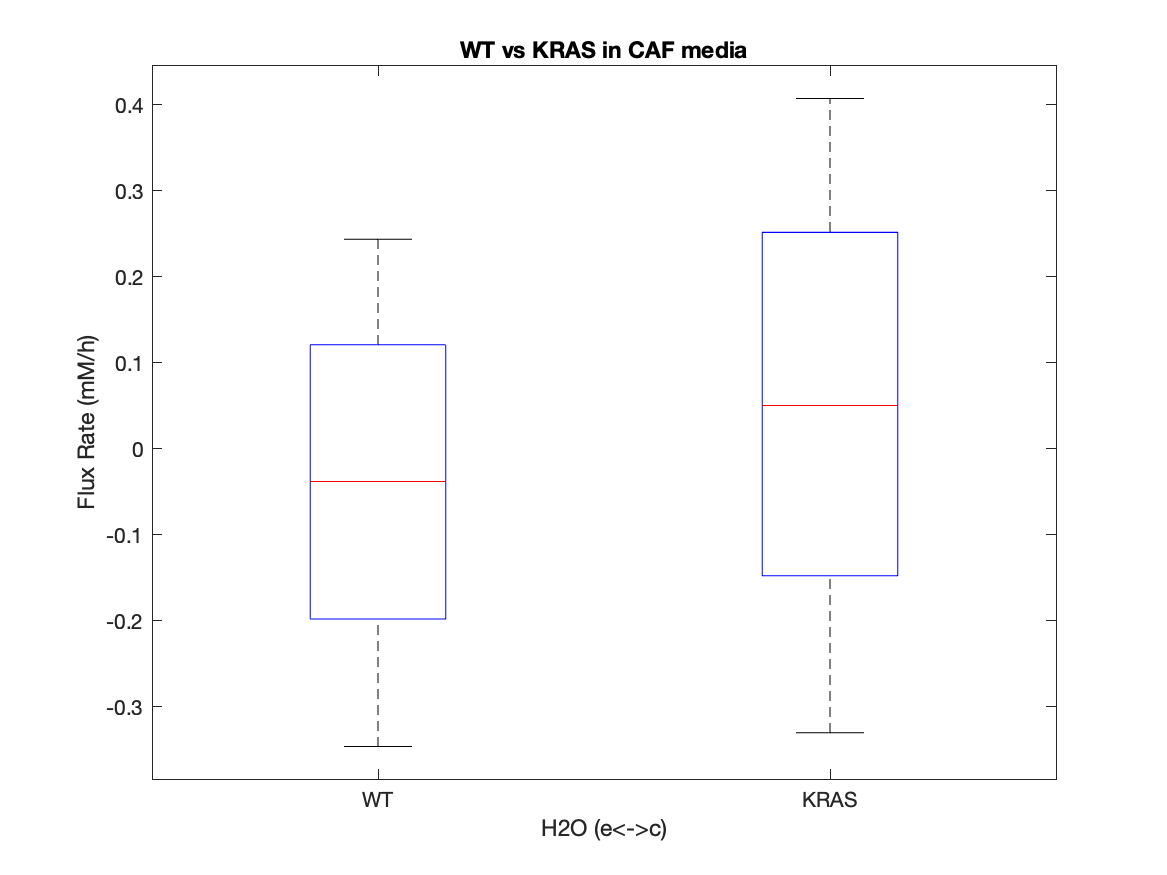 WT vs KRAS in CAF media
0.4
0.3
0.2
0.1
0
-0.1
-0.2
-0.3
Flux Rate (mM/h)
WT KRAS
H2O (e<->c)